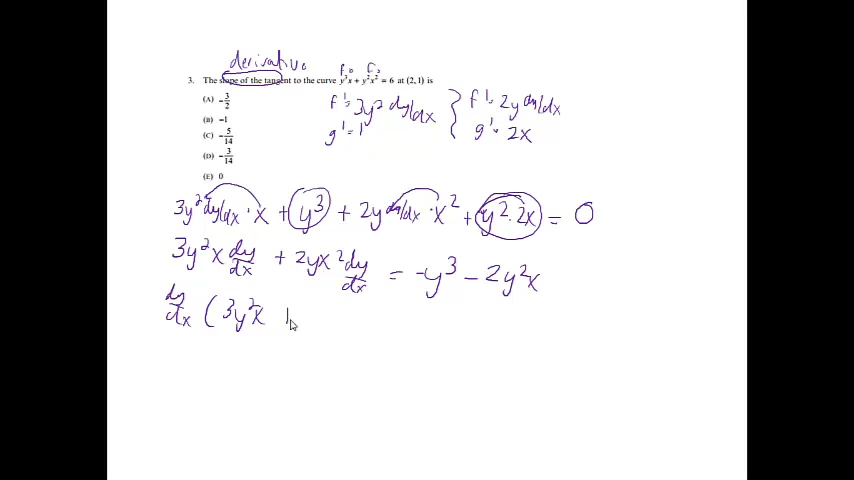 derivative
f g f g
3. The slope of the tangent to the curve y³x + y²x² = 6 at (2, 1) is
(A) -3/2
(B) -1
(C) -5/14
(D) -3/14
(E) 0
f' = 3y² dy/dx } f' = 2y dy/dx
g' = 1 g' = 2x
3y² dy/dx · x + y³ + 2y dy/dx · x² + y² · 2x = 0
3y²x dy/dx + 2yx² dy/dx = -y³ - 2y²x
dy/dx (3y²x